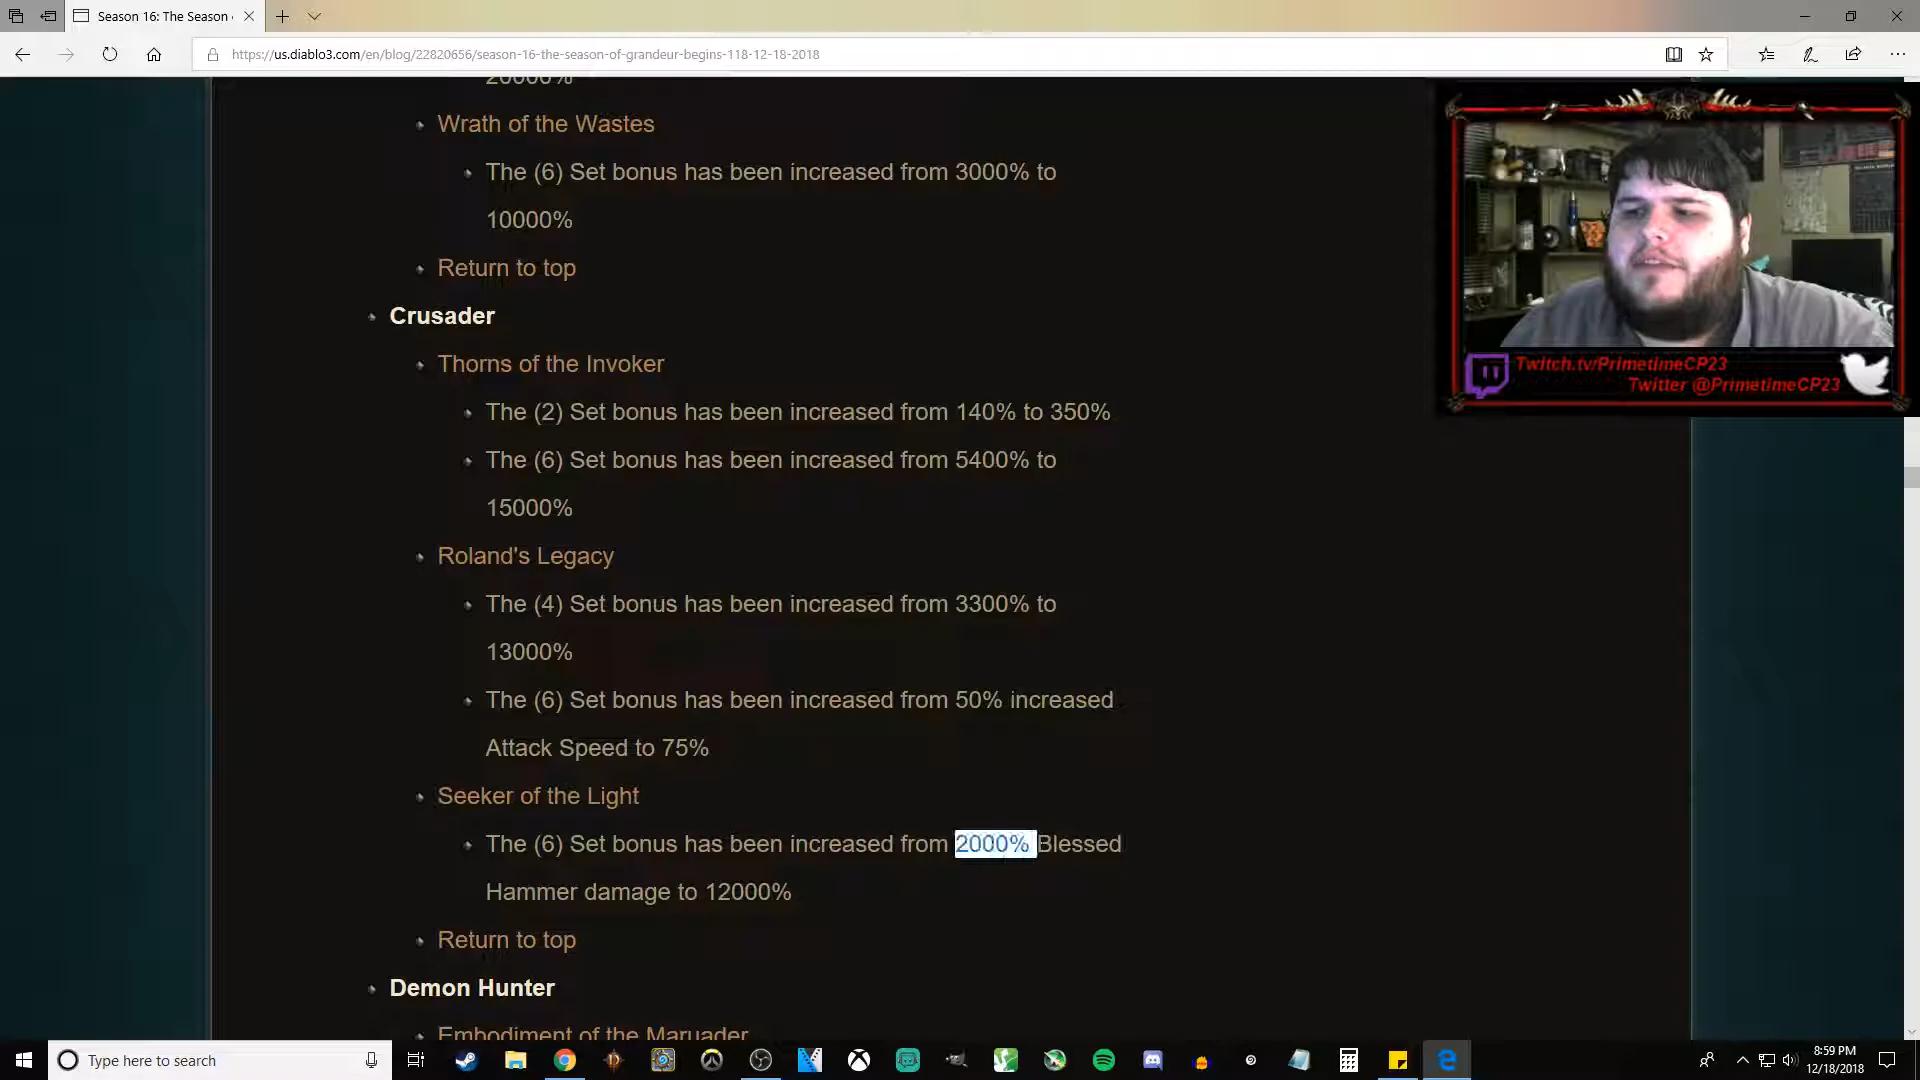 Season 16: The Season
https://us.diablo3.com/en/blog/22820656/season-16-the-season-of-grandeur-begins-118-12-18-2018
20000%
Wrath of the Wastes
The (6) Set bonus has been increased from 3000% to
10000%
Return to top
Crusader
Thorns of the Invoker
The (2) Set bonus has been increased from 140% to 350%
The (6) Set bonus has been increased from 5400% to
15000%
Roland's Legacy
The (4) Set bonus has been increased from 3300% to
13000%
The (6) Set bonus has been increased from 50% increased
Attack Speed to 75%
Seeker of the Light
The (6) Set bonus has been increased from 2000% Blessed
Hammer damage to 12000%
Return to top
Demon Hunter
Embodiment of the Marauder
Twitch.tv/PrimetimeCP23
Twitter @PrimetimeCP23
Type here to search
8:59 PM
12/18/2018